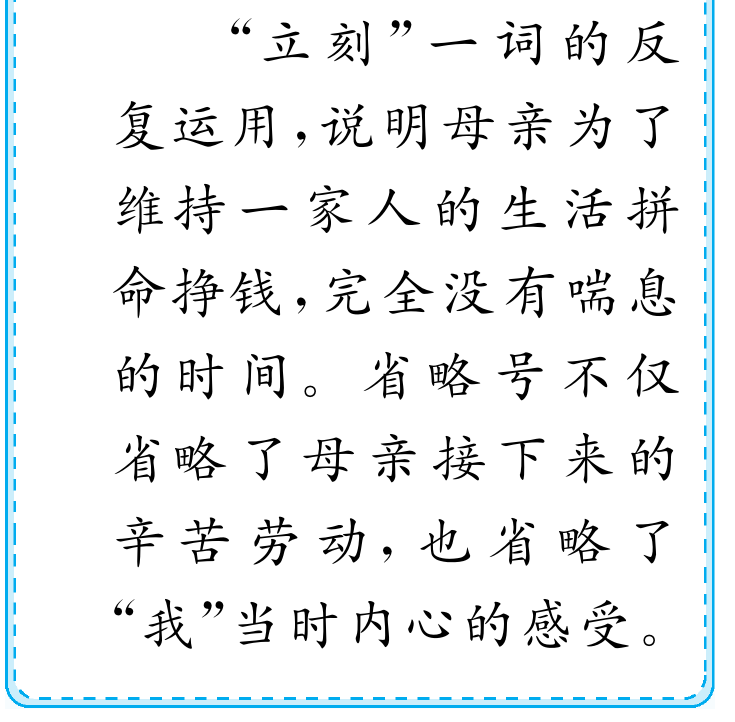 “立刻”一词的反
复运用，说明母亲为了
维持一家人的生活拼
命挣钱，完全没有喘息
的时间。省略号不仅
省略了母亲接下来的
辛苦劳动，也省略了
“我”当时内心的感受。